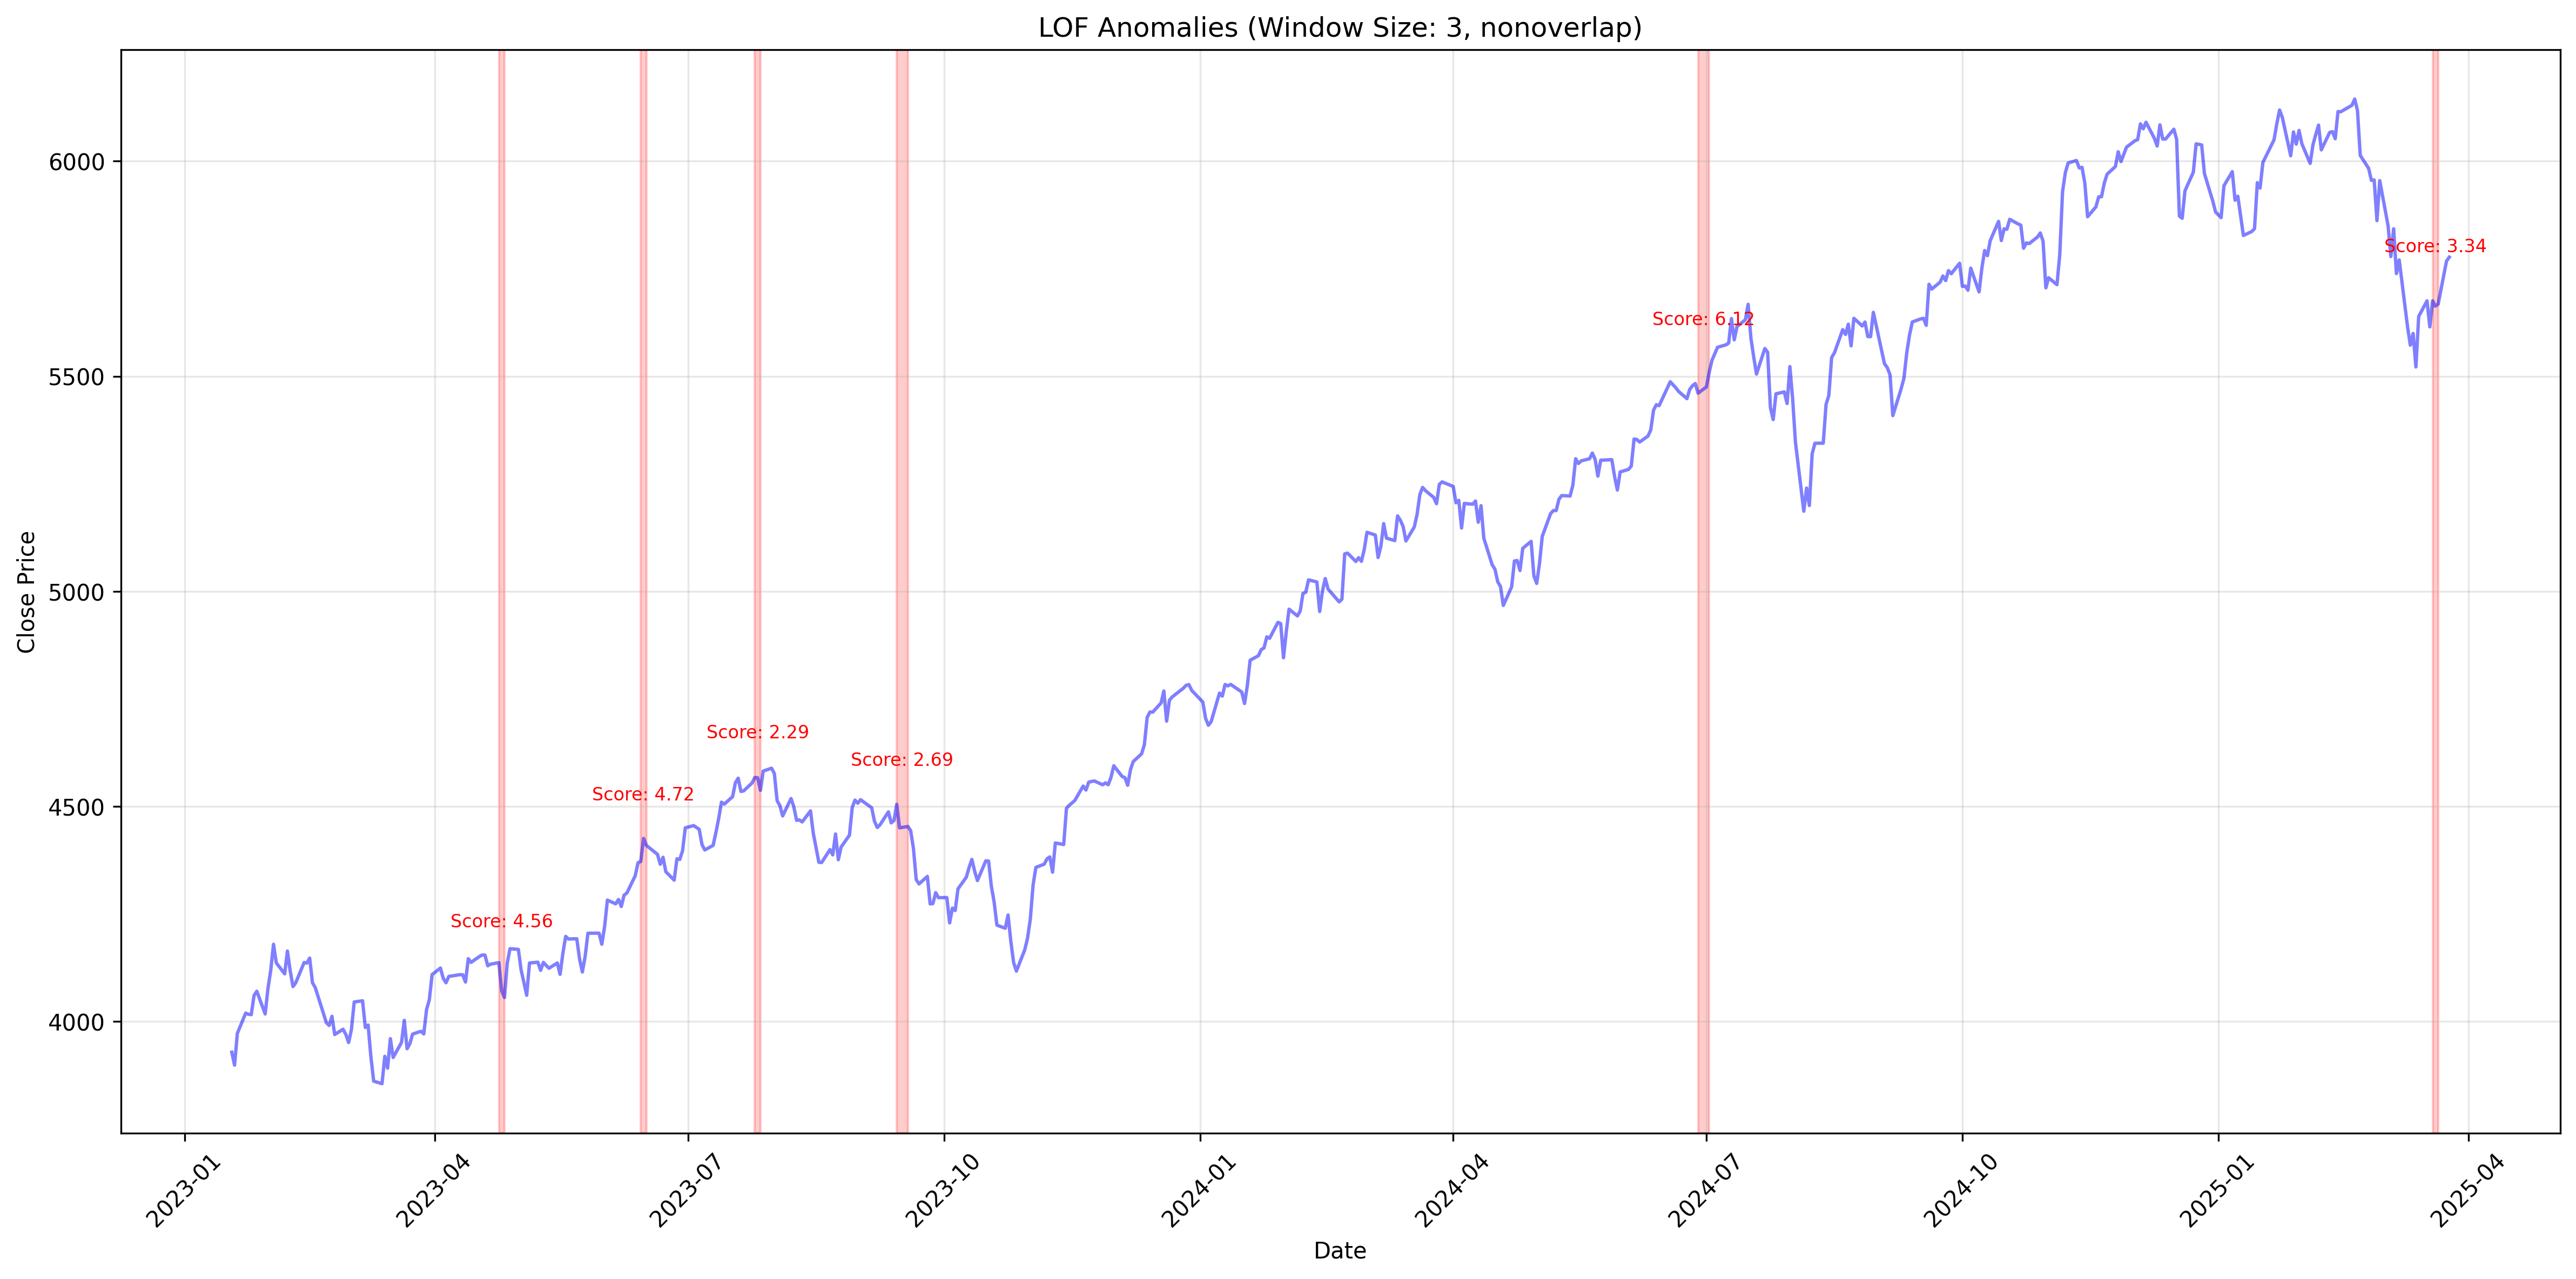 LOF Anomalies (Window Size: 3, nonoverlap)
Close Price
6000
5500
5000
4500
4000
Score: 4.56
Score: 4.72
Score: 2.29
Score: 2.69
Score: 6.12
Score: 3.34
2023-01
2023-04
2023-07
2023-10
2024-01
2024-04
2024-07
2024-10
2025-01
2025-04
Date